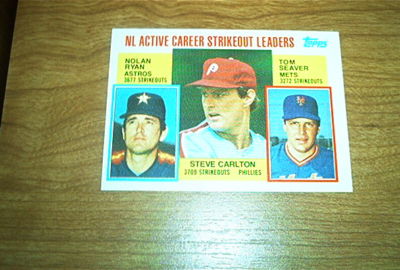 NL ACTIVE CAREER STRIKEOUT LEADERS
TOPPS
NOLAN
RYAN
ASTROS
3677 STRIKEOUTS
TOM
SEAVER
METS
3272 STRIKEOUTS
P
STEVE CARLTON
3709 STRIKEOUTS PHILLIES